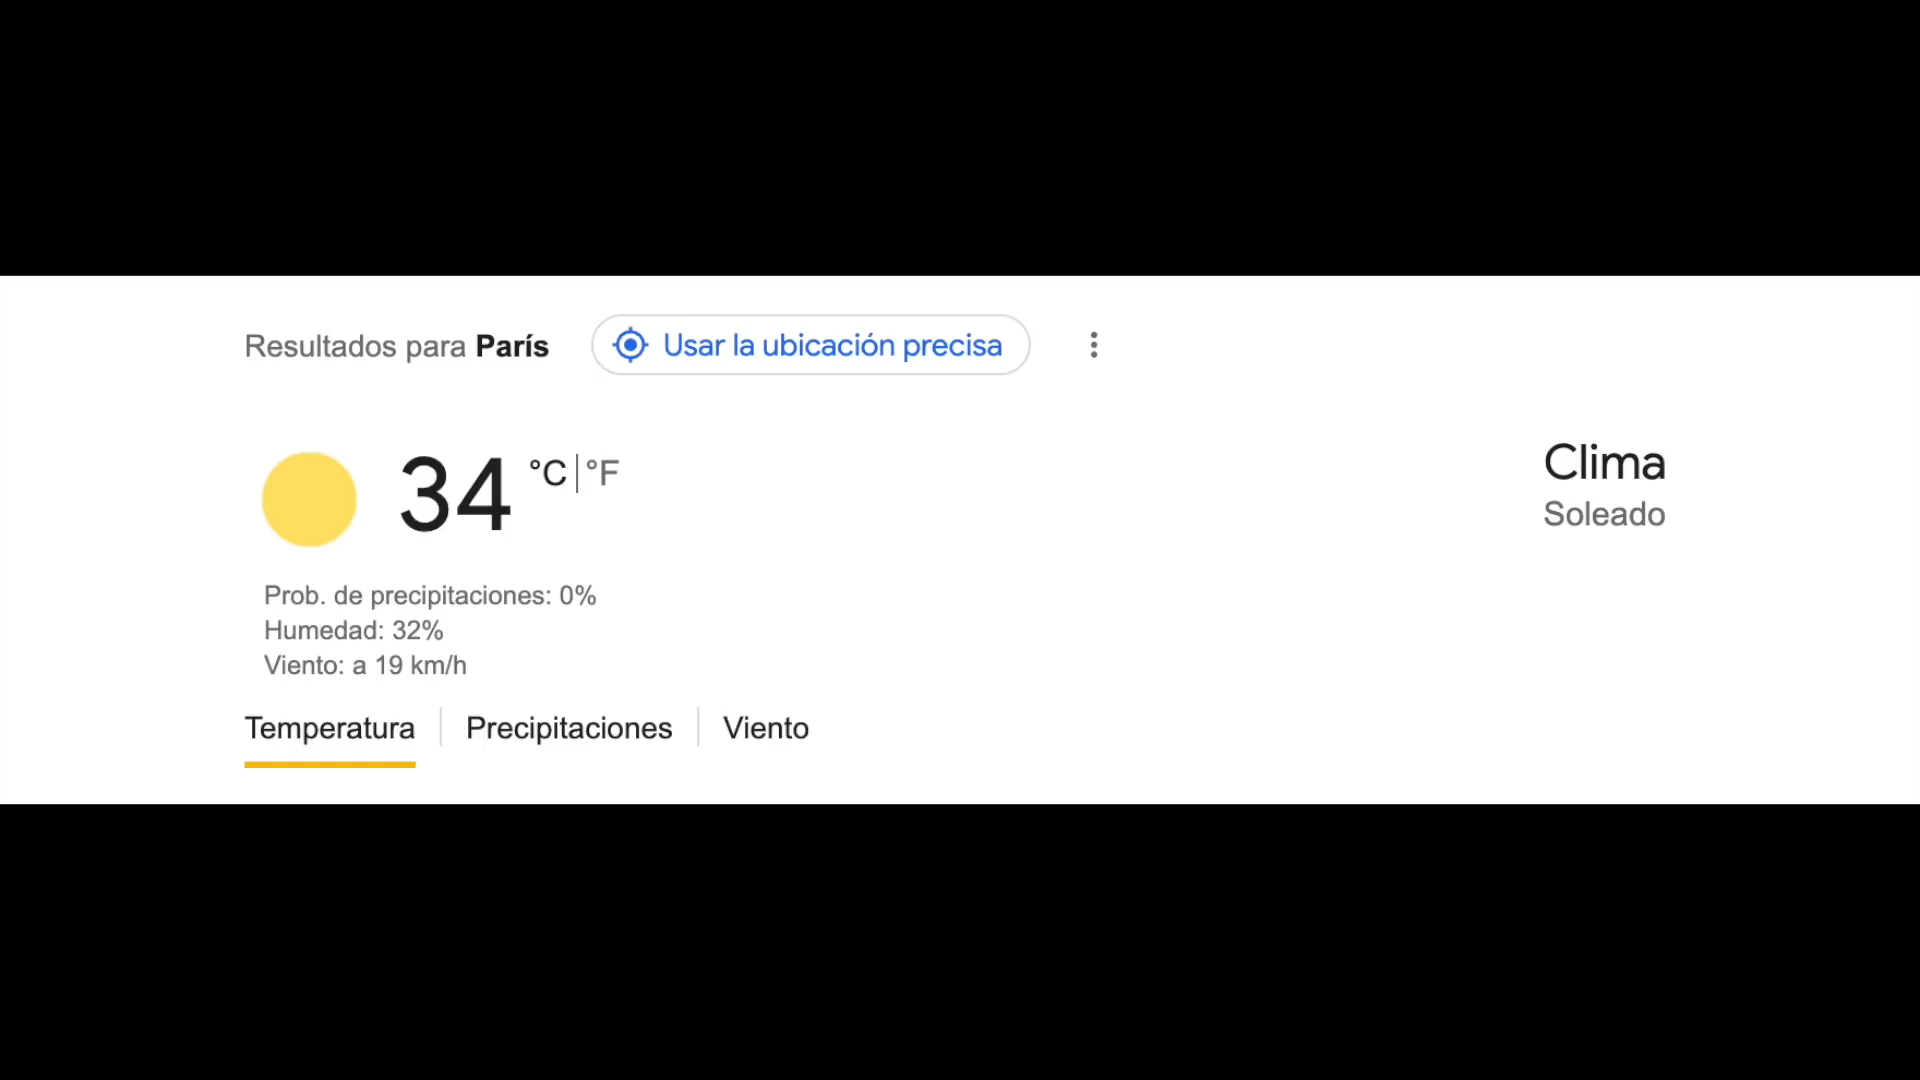 Resultados para París
Usar la ubicación precisa
34 °C|°F
Clima
Soleado
Prob. de precipitaciones: 0%
Humedad: 32%
Viento: a 19 km/h
Temperatura
Precipitaciones
Viento